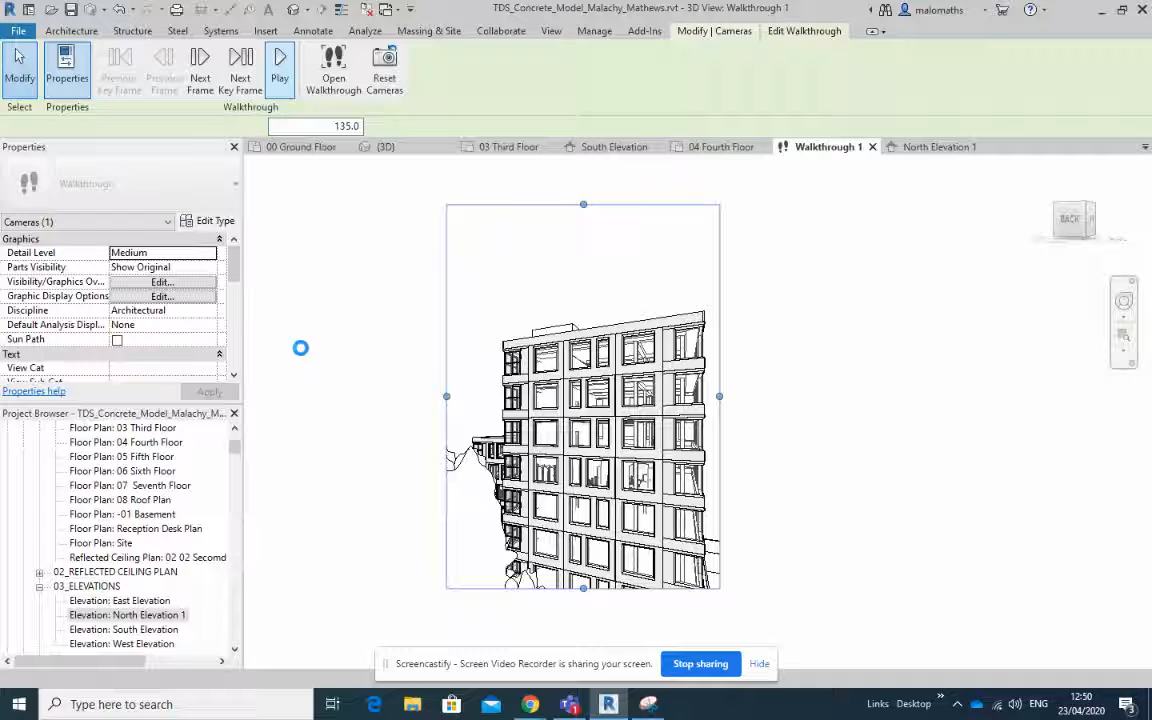 TDS_Concrete_Model_Malachy_Mathews.rvt - 3D View: Walkthrough 1
malomaths
File Architecture Structure Steel Systems Insert Annotate Analyze Massing & Site Collaborate View Manage Add-Ins Modify | Cameras Edit Walkthrough
Modify
Properties
Previous Key Frame
Previous Frame
Next Frame
Next Key Frame
Play
Open Walkthrough
Reset Cameras
Select
Properties
Walkthrough
135.0
Properties
00 Ground Floor
{3D}
03 Third Floor
South Elevation
04 Fourth Floor
Walkthrough 1
North Elevation 1
Walkthrough
Cameras (1)
Edit Type
Graphics
Detail Level Medium
Parts Visibility Show Original
Visibility/Graphics Ov... Edit...
Graphic Display Options Edit...
Discipline Architectural
Default Analysis Displ... None
Sun Path
Text
View Cat
View Sub Cat
Properties help
Apply
BACK
Project Browser - TDS_Concrete_Model_Malachy_M...
Floor Plan: 03 Third Floor
Floor Plan: 04 Fourth Floor
Floor Plan: 05 Fifth Floor
Floor Plan: 06 Sixth Floor
Floor Plan: 07 Seventh Floor
Floor Plan: 08 Roof Plan
Floor Plan: -01 Basement
Floor Plan: Reception Desk Plan
Floor Plan: Site
Reflected Ceiling Plan: 02 02 Second
02_REFLECTED CEILING PLAN
03_ELEVATIONS
Elevation: East Elevation
Elevation: North Elevation 1
Elevation: South Elevation
Elevation: West Elevation
Screencastify - Screen Video Recorder is sharing your screen.
Stop sharing
Hide
Type here to search
Links
Desktop
ENG
12:50
23/04/2020